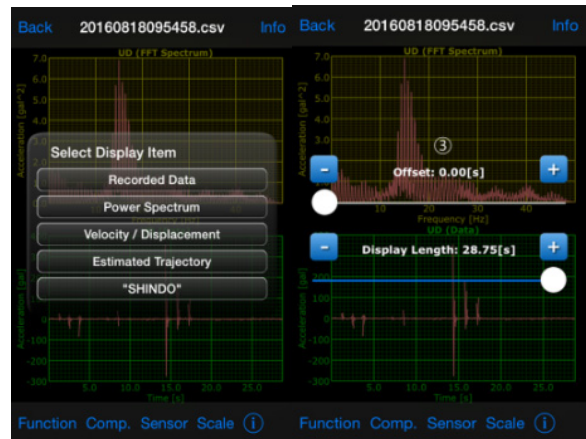 Back 20160818095458.csv Info
UD (FFT Spectrum)
7.0
6.0
5.0
4.0
Acceleration [gal^2]
Select Display Item
Recorded Data
Power Spectrum
Velocity / Displacement
Estimated Trajectory
"SHINDO"
Acceleration [gal]
0
-100
-200
-300
5.0 10.0 15.0 20.0 25.0
Time [s]
Function Comp. Sensor Scale i
Back 20160818095458.csv Info
UD (FFT Spectrum)
7.0
6.0
5.0
4.0
3.0
Acceleration [gal^2]
③
- Offset: 0.00[s] +
10 20 30 40
Frequency [Hz]
UD (Data)
- Display Length: 28.75[s] +
200
100
0
-100
-200
-300
Acceleration [gal]
5.0 10.0 15.0 20.0 25.0
Time [s]
Function Comp. Sensor Scale i